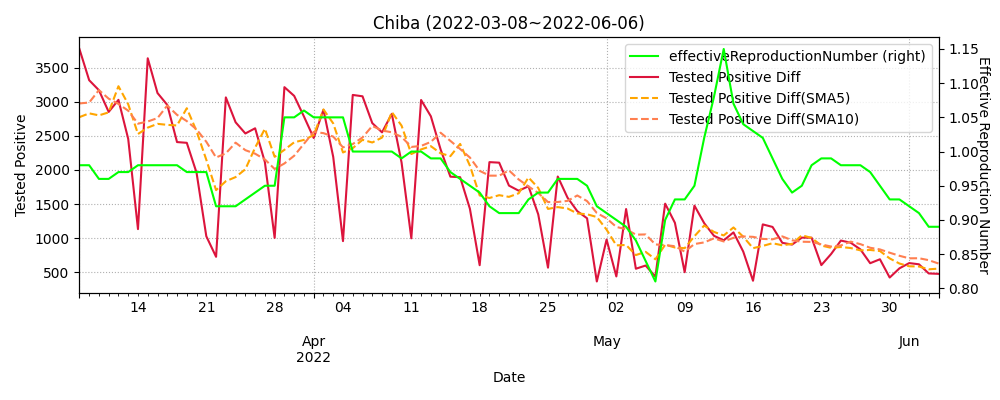 Chiba (2022-03-08~2022-06-06)
effectiveReproductionNumber (right)
Tested Positive Diff
Tested Positive Diff(SMA5)
Tested Positive Diff(SMA10)
Tested Positive
3500
3000
2500
2000
1500
1000
500
Effective Reproduction Number
1.15
1.10
1.05
1.00
0.95
0.90
0.85
0.80
14 21 28 04 11 18 25 02 09 16 23 30
Apr May Jun
2022
Date